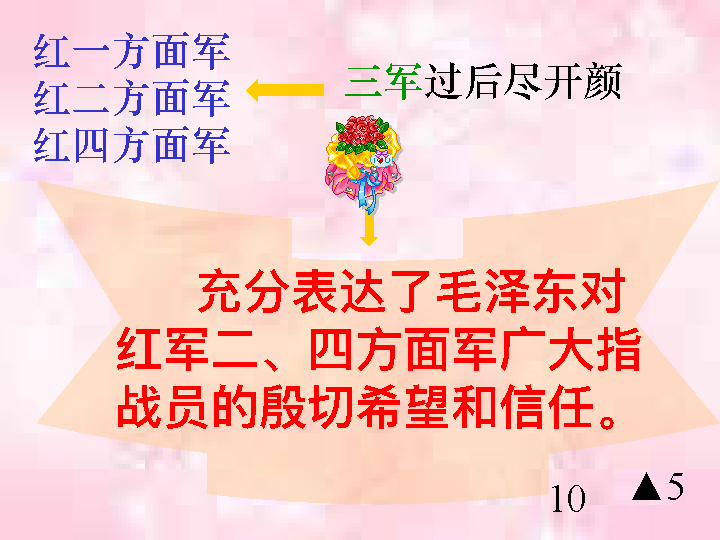 红一方面军
红二方面军
红四方面军
三军过后尽开颜
充分表达了毛泽东对
红军二、四方面军广大指
战员的殷切希望和信任。
10
▲5